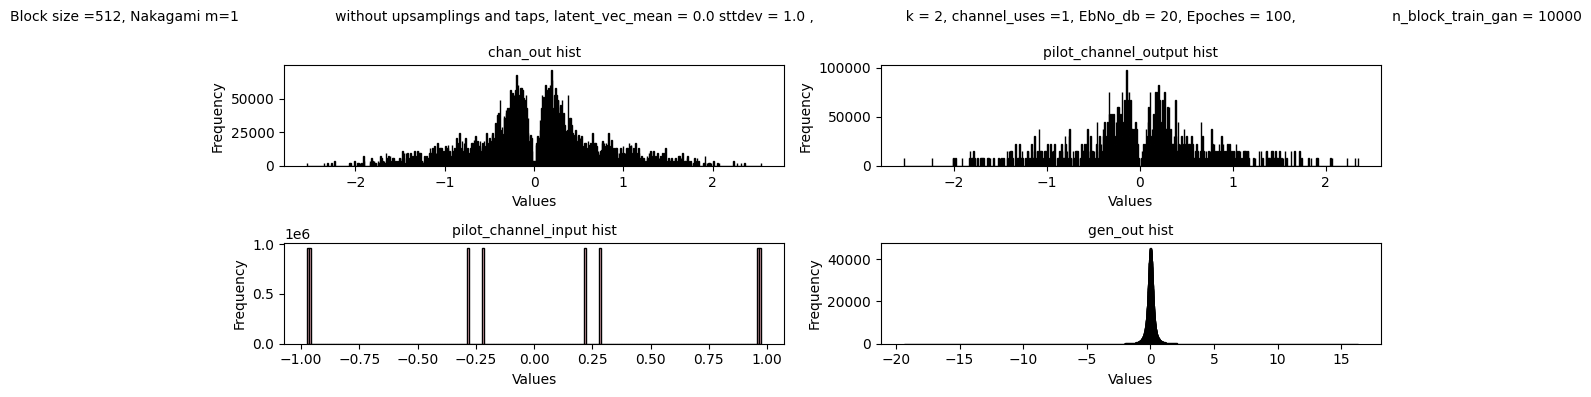 Block size =512, Nakagami m=1 without upsamplings and taps, latent_vec_mean = 0.0 sttdev = 1.0 , k = 2, channel_uses =1, EbNo_db = 20, Epoches = 100, n_block_train_gan = 10000
chan_out hist
Frequency
50000
25000
0
−2 −1 0 1 2
Values
pilot_channel_output hist
Frequency
100000
50000
0
−2 −1 0 1 2
Values
pilot_channel_input hist
1e6
Frequency
1.0
0.5
0.0
−1.00 −0.75 −0.50 −0.25 0.00 0.25 0.50 0.75 1.00
Values
gen_out hist
Frequency
40000
20000
0
−20 −15 −10 −5 0 5 10 15
Values